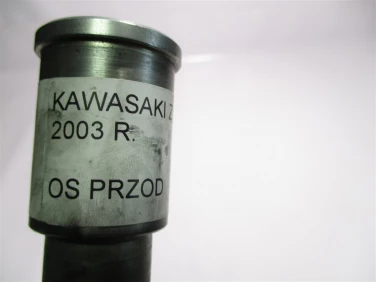 KAWASAKI Z
2003 R.
OS PRZOD